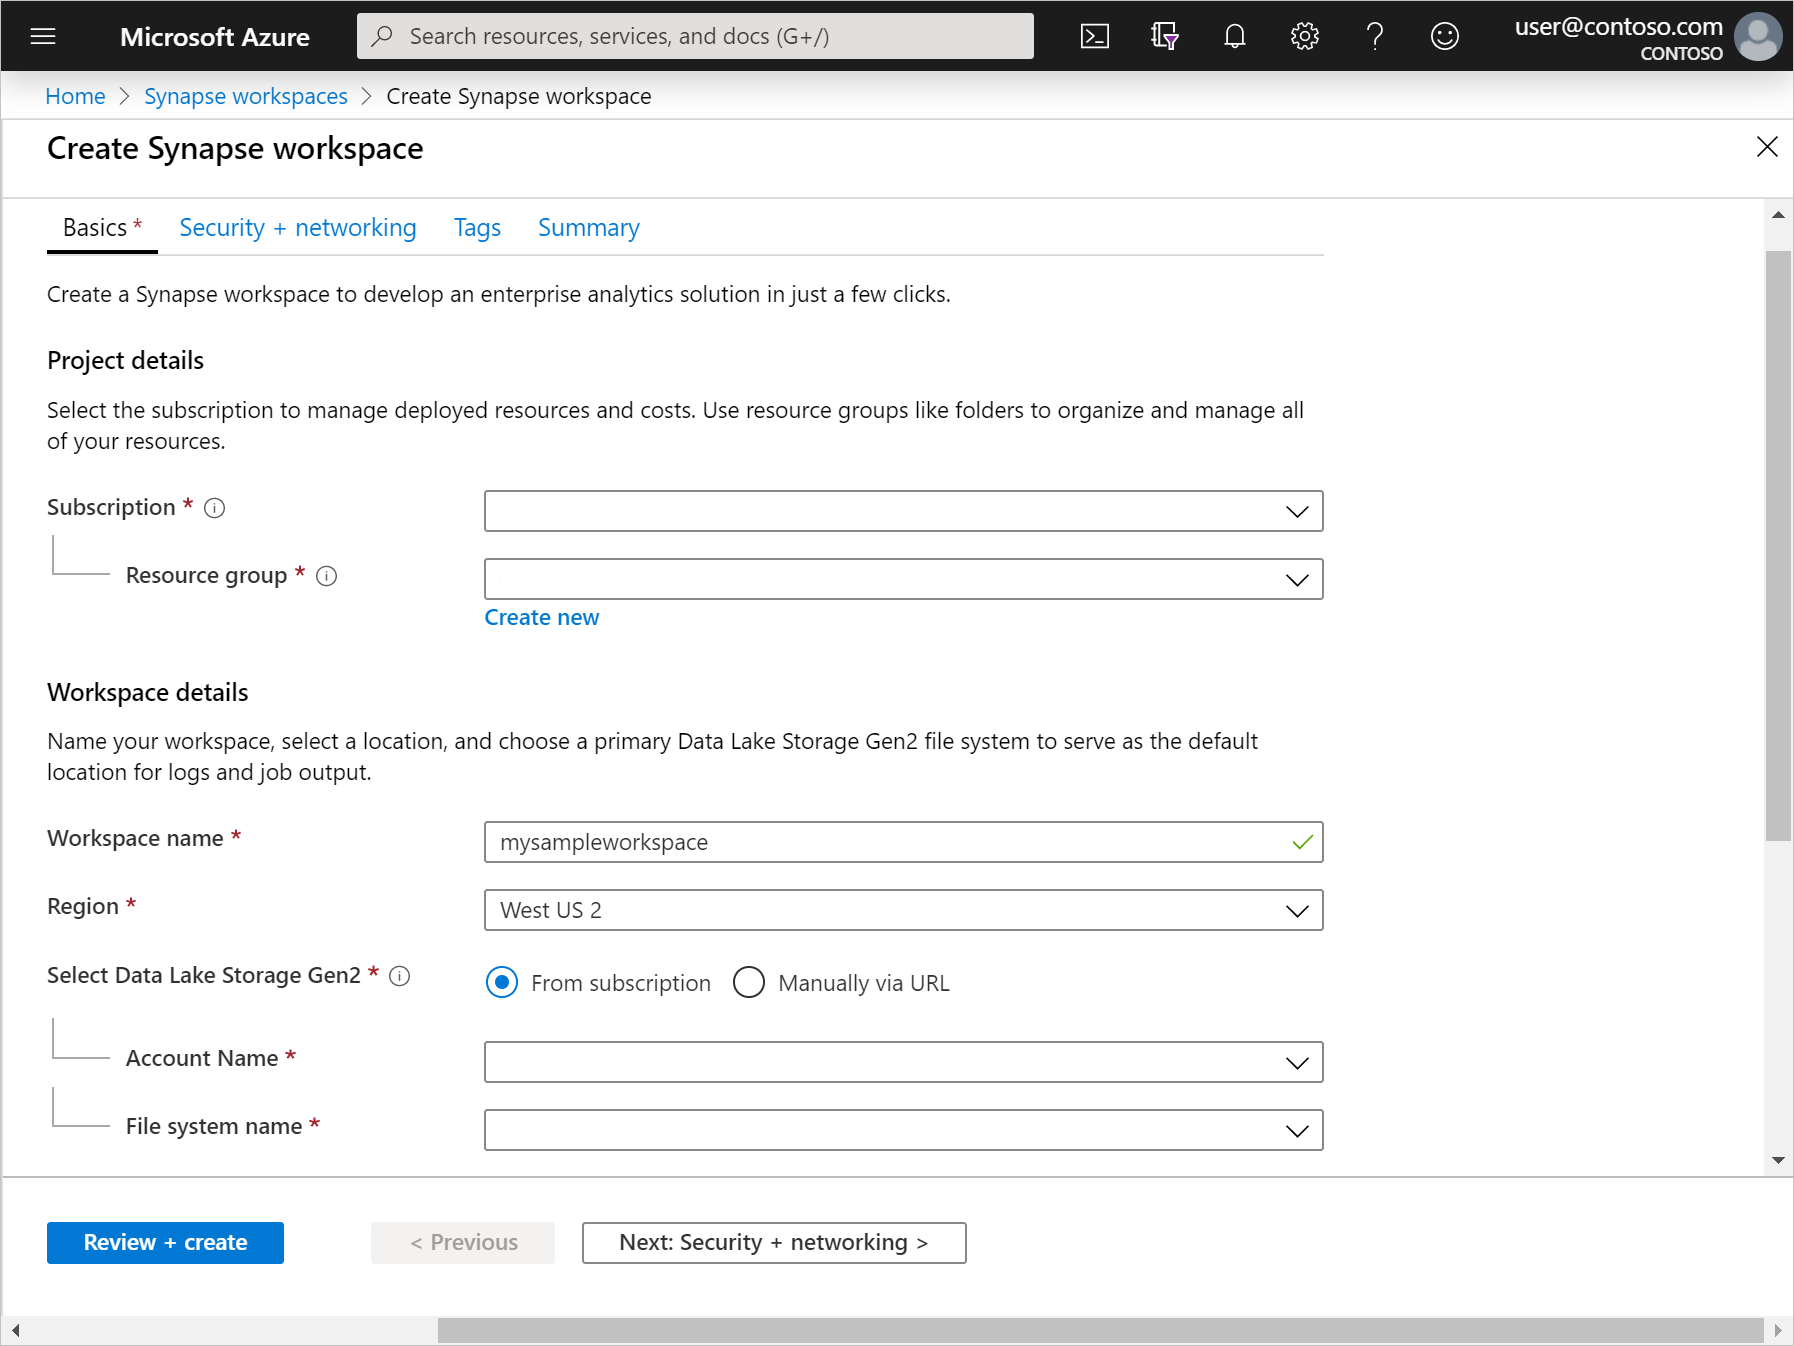 Microsoft Azure
Search resources, services, and docs (G+/)
user@contoso.com
CONTOSO
Home > Synapse workspaces > Create Synapse workspace
Create Synapse workspace
Basics * Security + networking Tags Summary
Create a Synapse workspace to develop an enterprise analytics solution in just a few clicks.
Project details
Select the subscription to manage deployed resources and costs. Use resource groups like folders to organize and manage all
of your resources.
Subscription *
Resource group *
Create new
Workspace details
Name your workspace, select a location, and choose a primary Data Lake Storage Gen2 file system to serve as the default
location for logs and job output.
Workspace name * mysampleworkspace
Region * West US 2
Select Data Lake Storage Gen2 * From subscription Manually via URL
Account Name *
File system name *
Review + create < Previous Next: Security + networking >